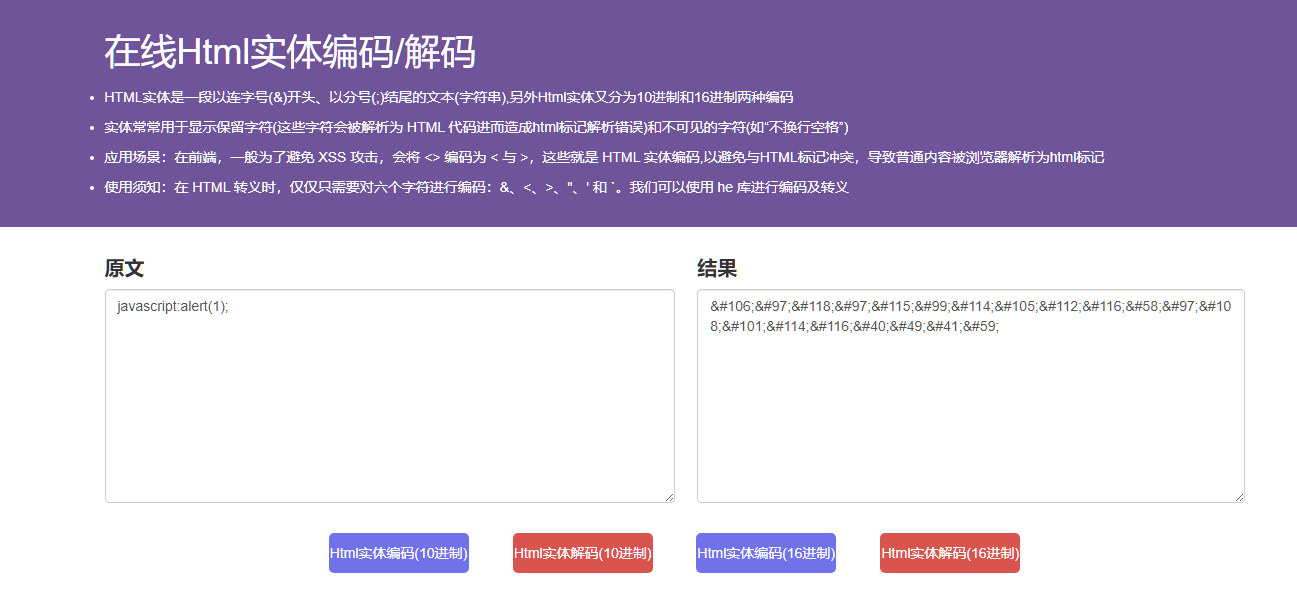 在线Html实体编码/解码
HTML实体是一段以连字号(&)开头、以分号(;)结尾的文本(字符串),另外Html实体又分为10进制和16进制两种编码
实体常常用于显示保留字符(这些字符会被解析为 HTML 代码进而造成html标记解析错误)和不可见的字符(如“不换行空格”)
应用场景：在前端，一般为了避免 XSS 攻击，会将 <> 编码为 < 与 >，这些就是 HTML 实体编码,以避免与HTML标记冲突，导致普通内容被浏览器解析为html标记
使用须知：在 HTML 转义时，仅仅只需要对六个字符进行编码：&、<、>、"、' 和 `。我们可以使用 he 库进行编码及转义
原文
结果
javascript:alert(1);
&#106;&#97;&#118;&#97;&#115;&#99;&#114;&#105;&#112;&#116;&#58;&#97;&#10
8;&#101;&#114;&#116;&#40;&#49;&#41;&#59;
Html实体编码(10进制)
Html实体解码(10进制)
Html实体编码(16进制)
Html实体解码(16进制)